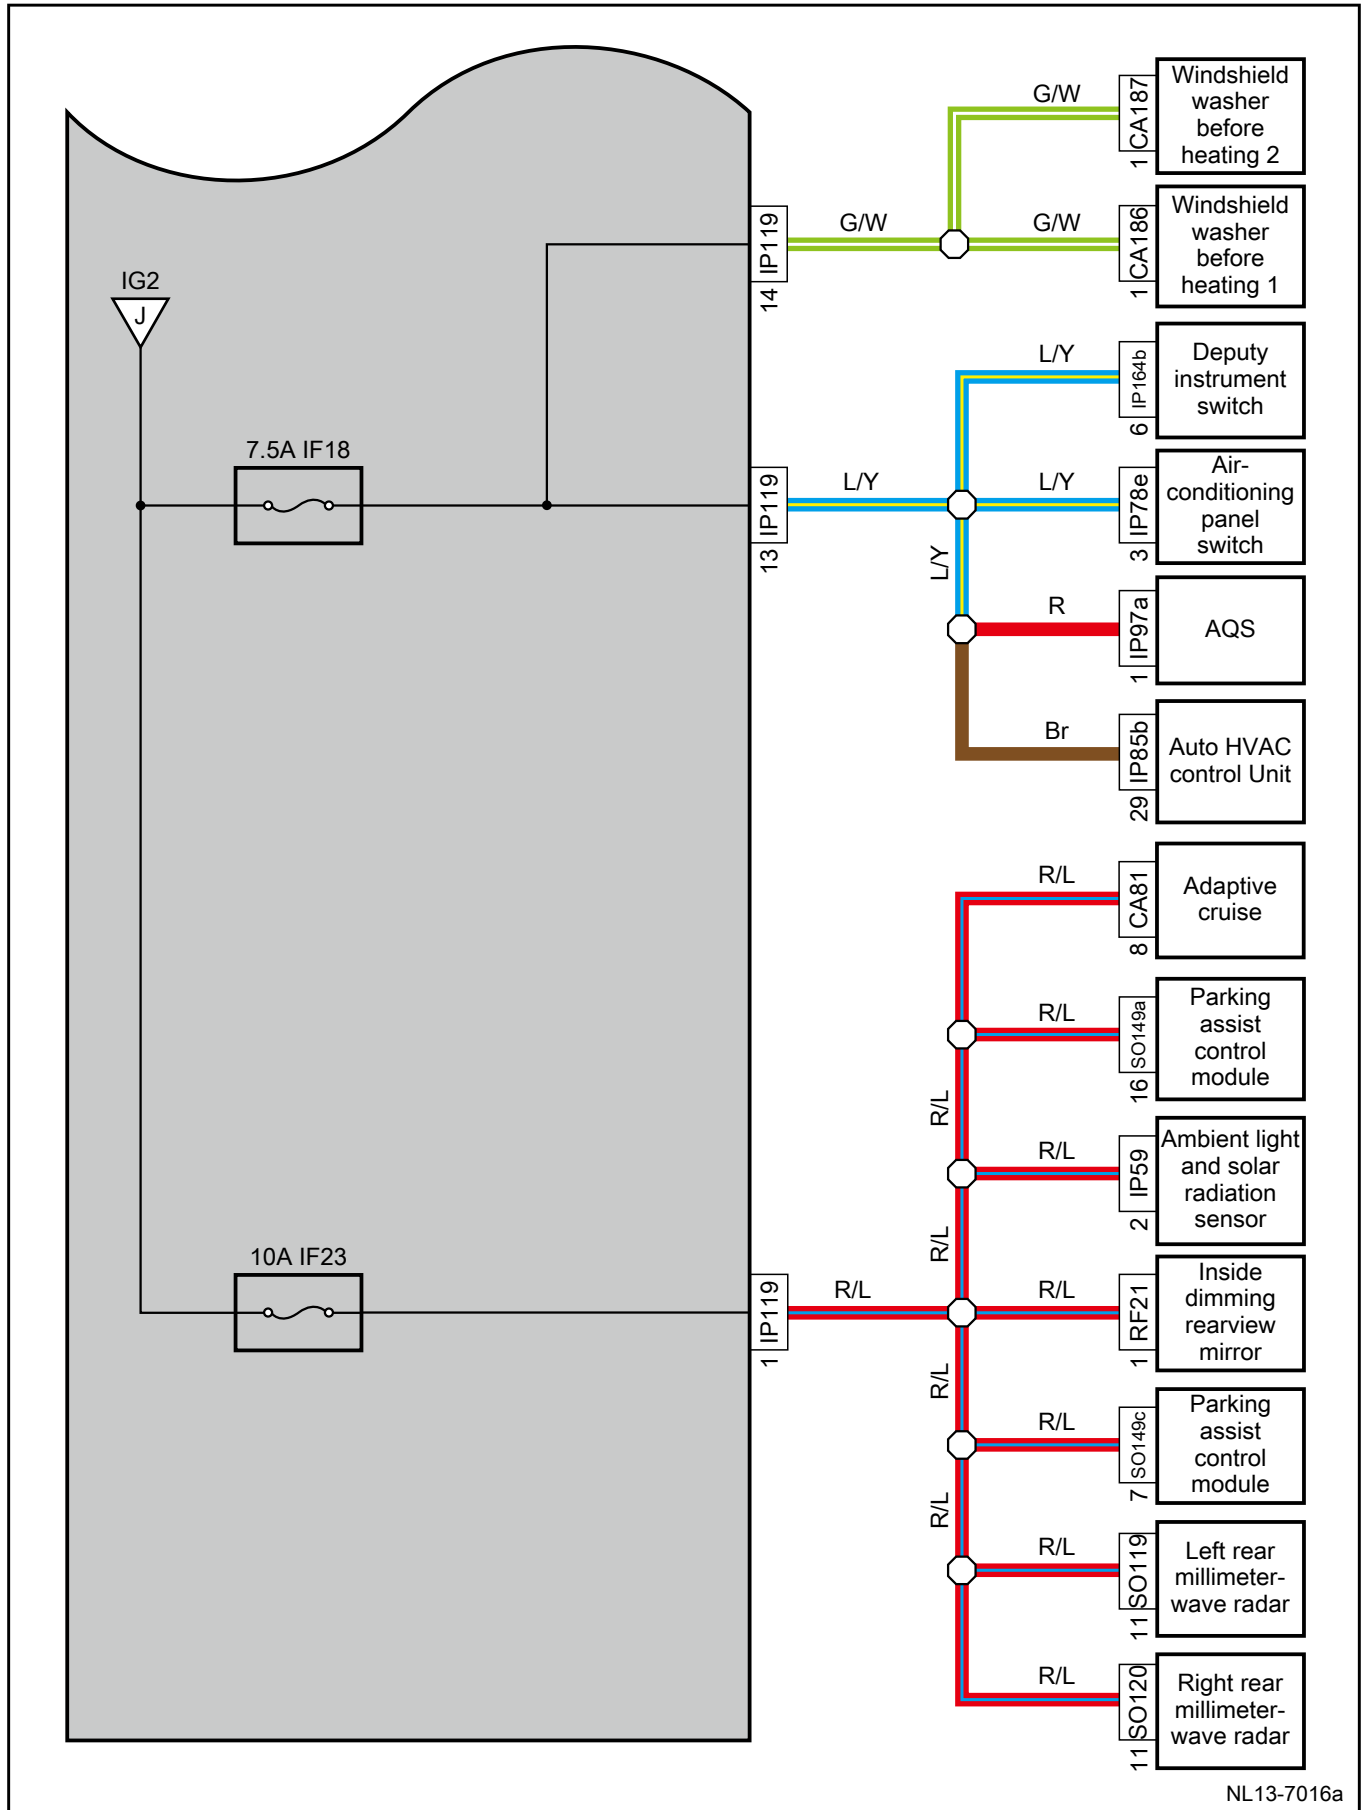 G/W
1 CA187
Windshield
washer
before
heating 2
14 IP119
G/W
G/W
1 CA186
Windshield
washer
before
heating 1
IG2
J
L/Y
6 IP164b
Deputy
instrument
switch
7.5A IF18
13 IP119
L/Y
L/Y
3 IP78e
Air-
conditioning
panel
switch
L/Y
R
1 IP97a
AQS
Br
29 IP85b
Auto HVAC
control Unit
R/L
8 CA81
Adaptive
cruise
R/L
16 SO149a
Parking
assist
control
module
R/L
R/L
2 IP59
Ambient light
and solar
radiation
sensor
R/L
10A IF23
1 IP119
R/L
R/L
1 RF21
Inside
dimming
rearview
mirror
R/L
R/L
7 SO149c
Parking
assist
control
module
R/L
R/L
11 SO119
Left rear
millimeter-
wave radar
R/L
11 SO120
Right rear
millimeter-
wave radar
NL13-7016a